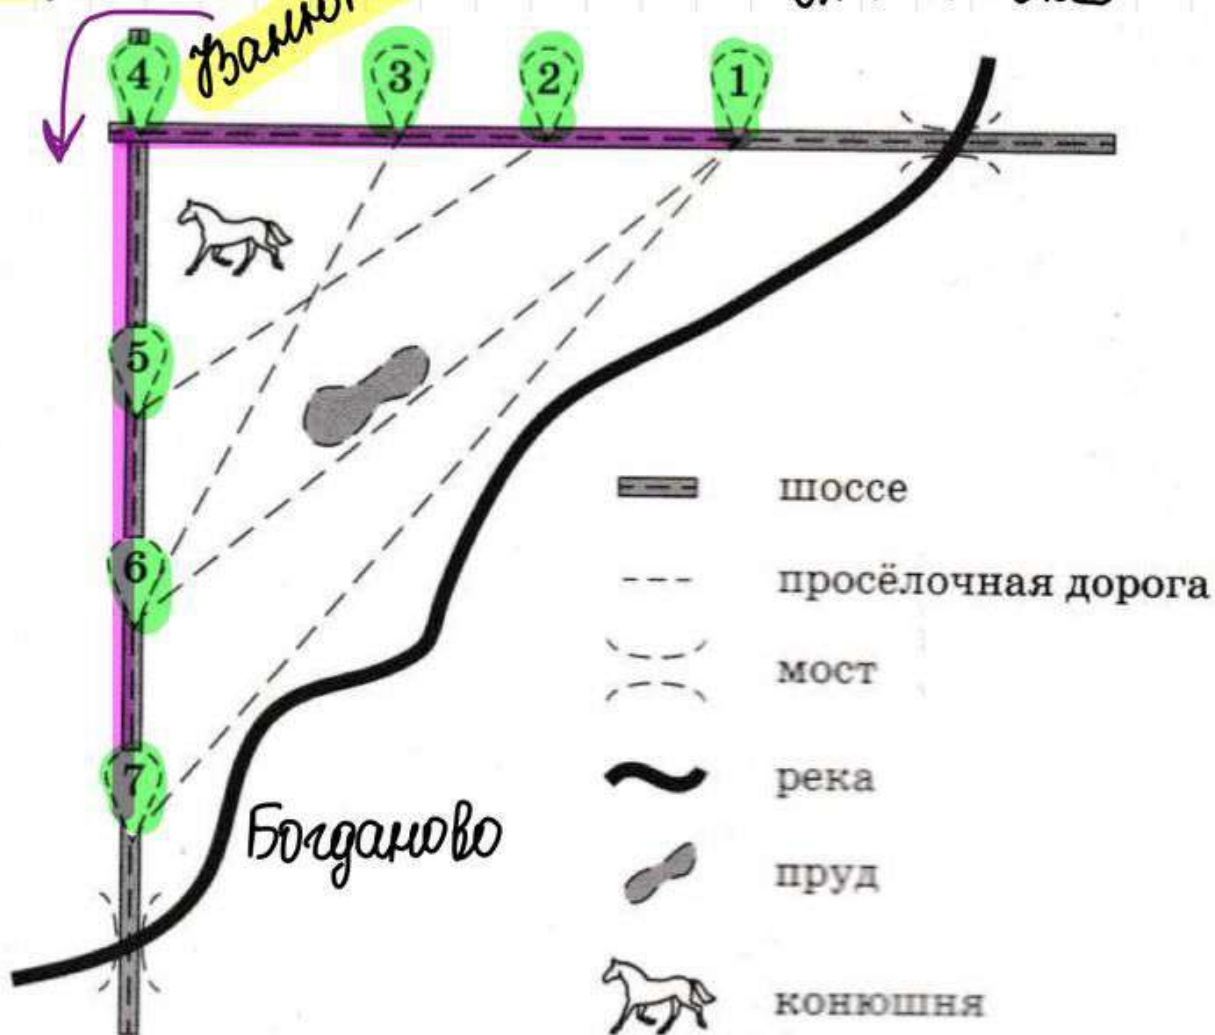 4
3
2
1
5
6
7
Богданово
шоссе
просёлочная дорога
мост
река
пруд
конюшня